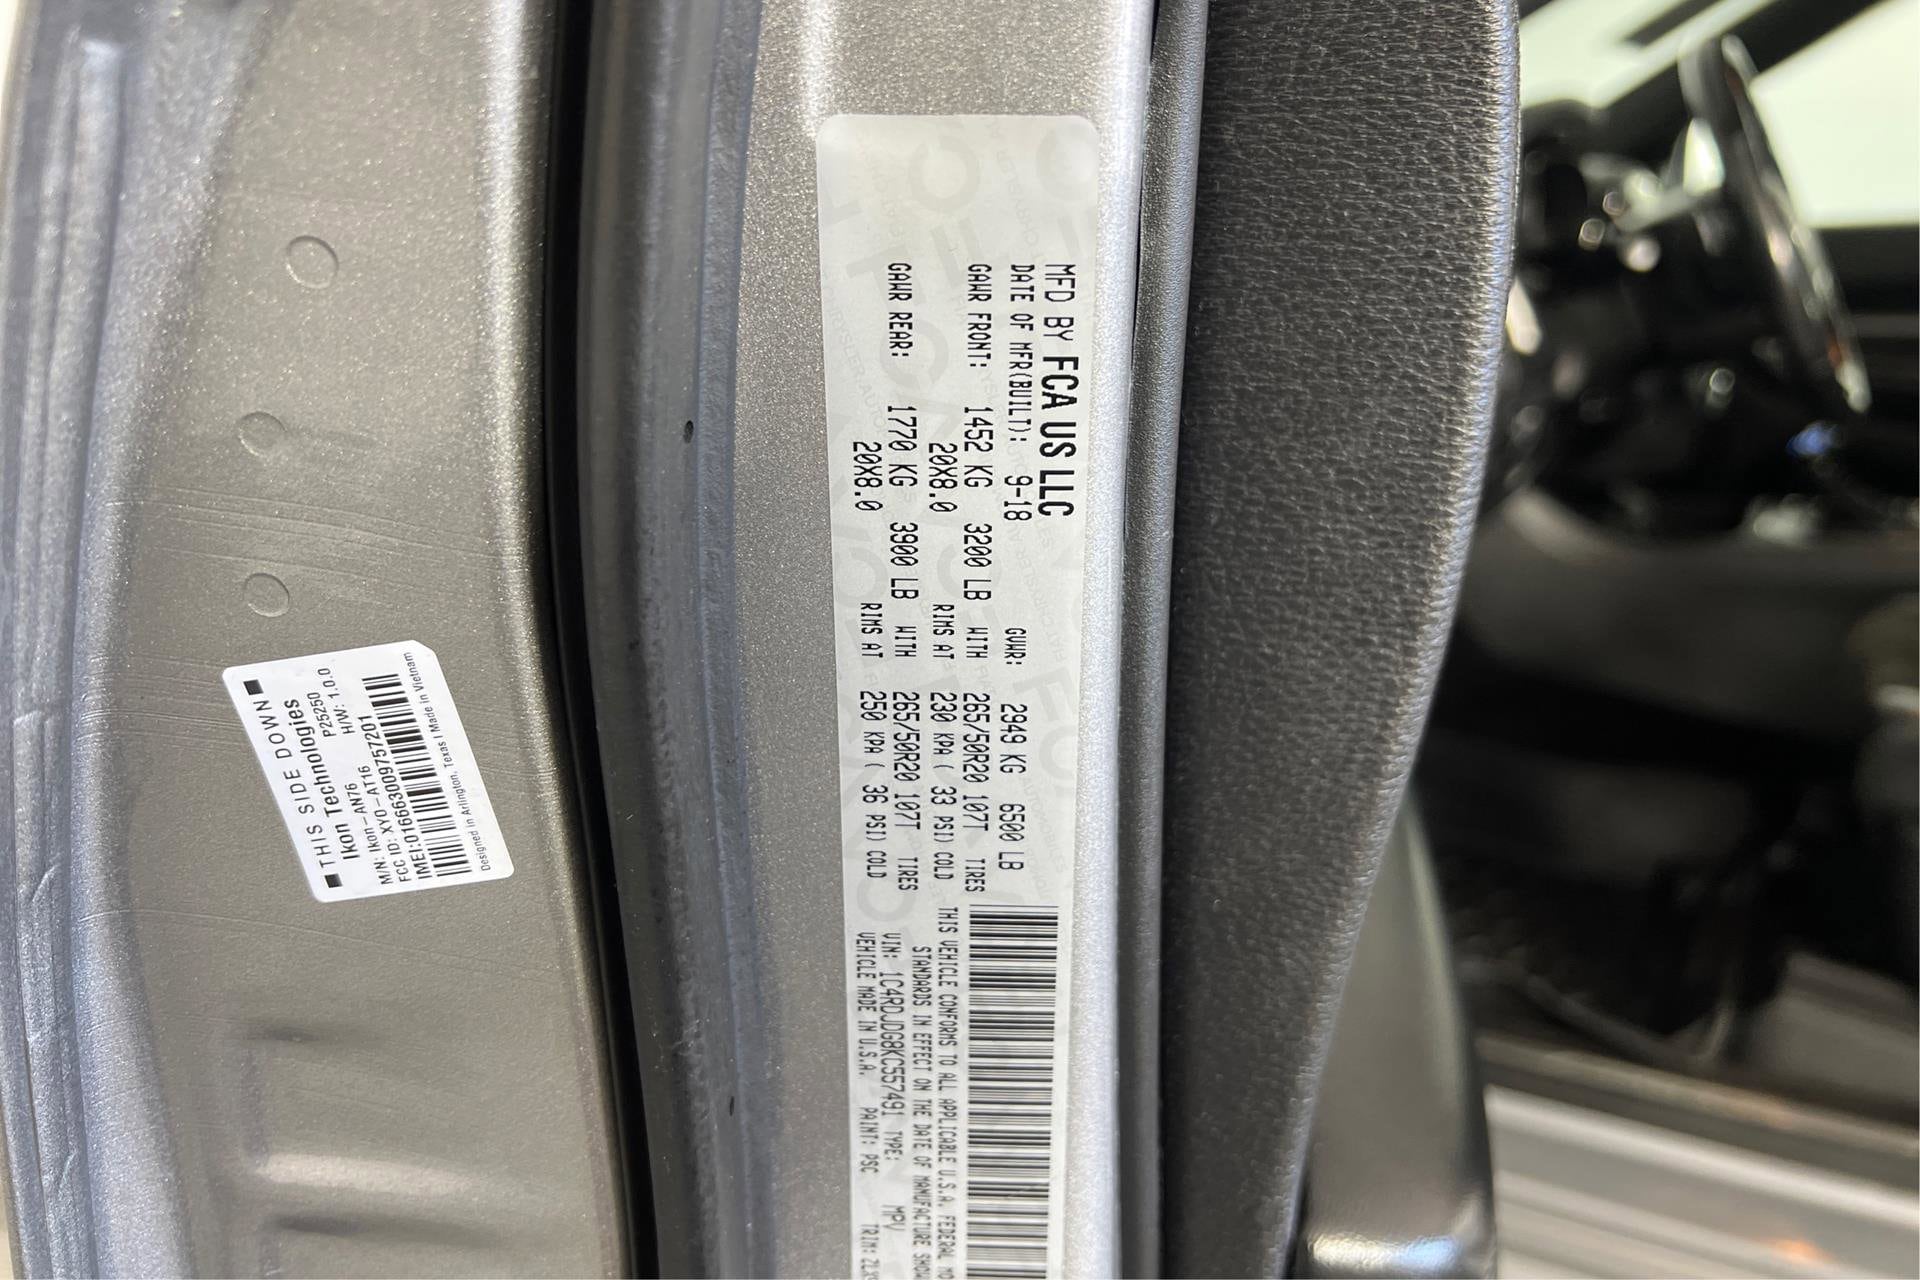 MFD BY FCA US LLC
DATE OF MFR(BUILT): 9-18 GVWR: 2949 KG 6500 LB
GAWR FRONT: 1452 KG 3200 LB WITH 265/50R20 107T TIRES
20X8.0 RIMS AT 230 KPA ( 33 PSI) COLD
GAWR REAR: 1770 KG 3900 LB WITH 265/50R20 107T TIRES
20X8.0 RIMS AT 250 KPA ( 36 PSI) COLD
THIS VEHICLE CONFORMS TO ALL APPLICABLE U.S.A. FEDERAL
STANDARDS IN EFFECT ON THE DATE OF MANUFACTURE
VIN: 1C4RDJDG8KC557491 TYPE: MPV
VEHICLE MADE IN U.S.A. PAINT: PSC TRIM:
THIS SIDE DOWN
Ikon Technologies
M/N: Ikon-AN76 P25250
FCC ID: XYO-AT16 H/W: 1.0.0
IMEI:016663009757201
Designed in Arlington, Texas | Made in Vietnam